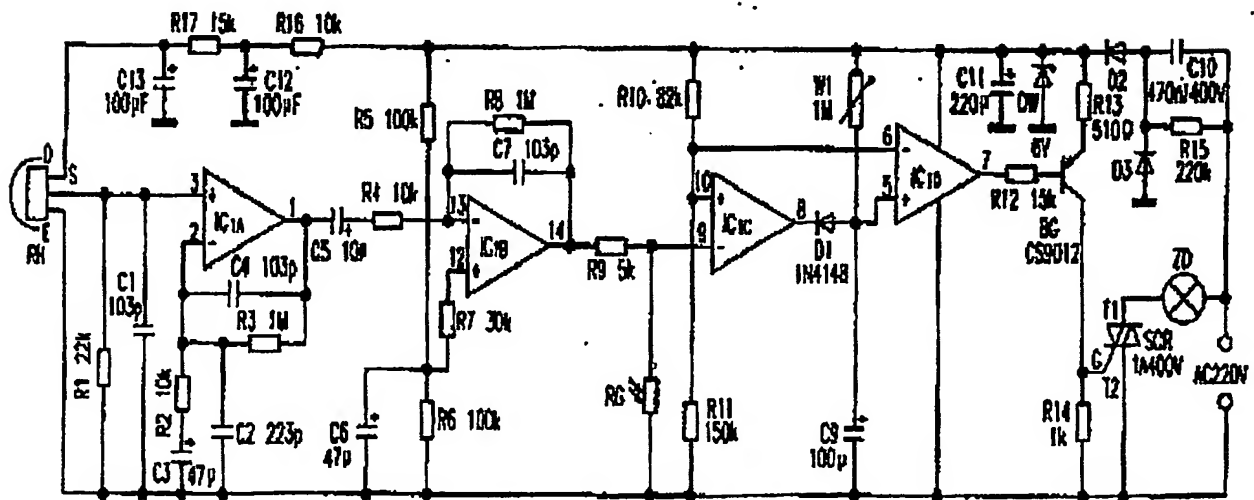 R17 15k
R16 10k
C13
100µF
C12
100µF
R5 100k
R8 1M
C7 103p
R10 82k
W1
1M
C11
220µ
DW
6V
R13
510Ω
D2
C10
470n/400V
D3
R15
220k
D
S
E
RH
3
2
1
IC1A
C4 103p
R3 1M
C5 10µ
R4 10k
13
12
14
IC1B
R7 30k
R9 5k
10
9
8
IC1C
D1
1N4148
6
5
7
IC1D
R12 15k
BG
CS9012
ZD
T1
SCR
1A400V
G
T2
AC220V
C1
103p
R1 22k
R2 10k
C3
47µ
C2 223p
C6
47µ
R6 100k
RG
R11
150k
C9
100µ
R14
1k